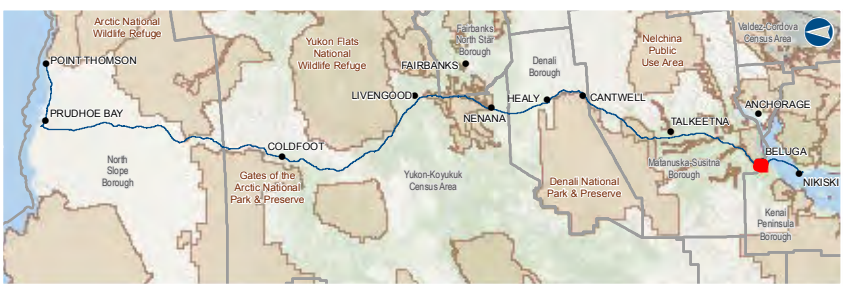 Arctic National
Wildlife Refuge
POINT THOMSON
PRUDHOE BAY
North
Slope
Borough
COLDFOOT
Gates of the
Arctic National
Park & Preserve
Yukon Flats
National
Wildlife Refuge
LIVENGOOD
Fairbanks
North Star
Borough
FAIRBANKS
NENANA
Yukon-Koyukuk
Census Area
Denali
Borough
HEALY
CANTWELL
Denali National
Park & Preserve
Nelchina
Public
Use Area
TALKEETNA
Matanuska-Susitna
Borough
Valdez-Cordova
Census Area
ANCHORAGE
BELUGA
NIKISKI
Kenai
Peninsula
Borough